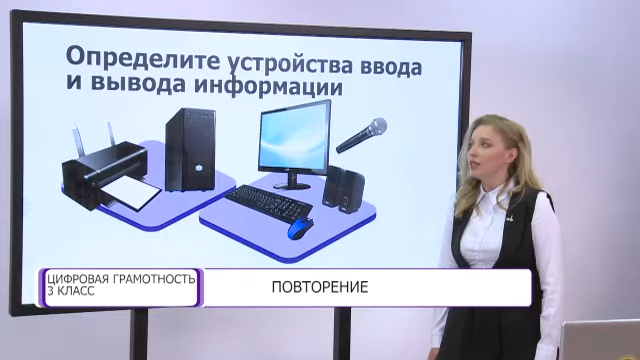 Определите устройства ввода
и вывода информации
ЦИФРОВАЯ ГРАМОТНОСТЬ
3 КЛАСС
ПОВТОРЕНИЕ